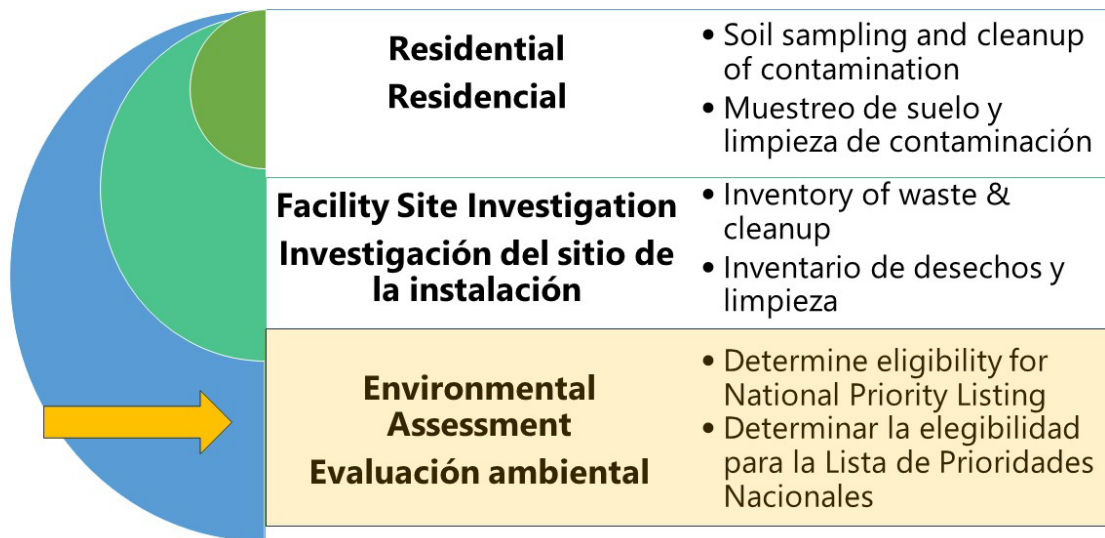 Residential
Residencial
• Soil sampling and cleanup
of contamination
• Muestreo de suelo y
limpieza de contaminación
Facility Site Investigation
Investigación del sitio de
la instalación
• Inventory of waste &
cleanup
• Inventario de desechos y
limpieza
Environmental
Assessment
Evaluación ambiental
• Determine eligibility for
National Priority Listing
• Determinar la elegibilidad
para la Lista de Prioridades
Nacionales